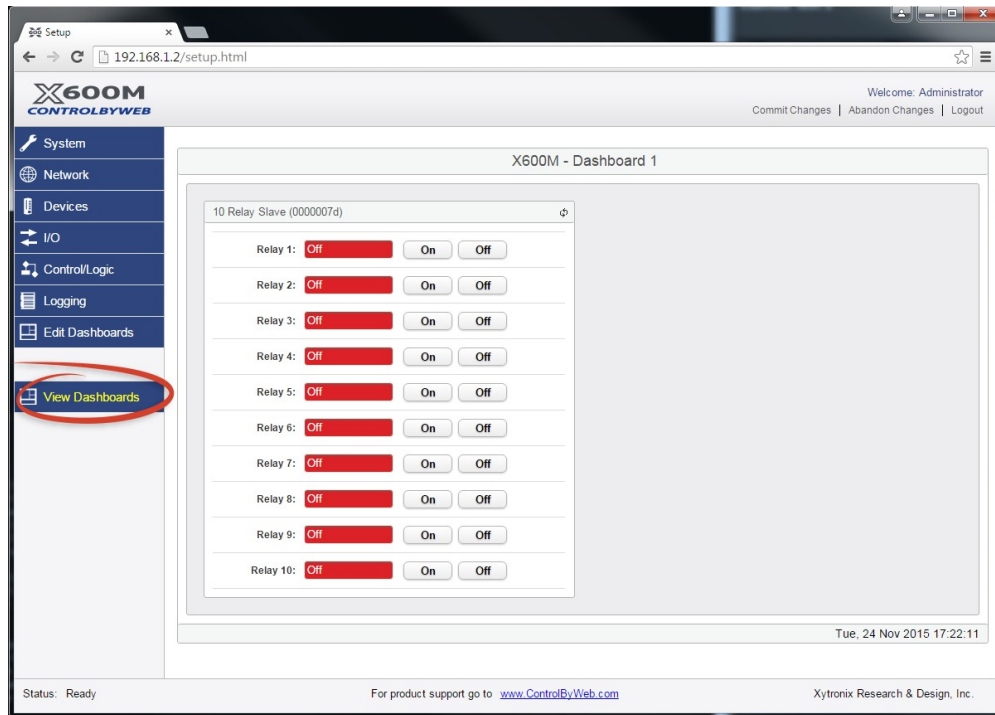 Setup
192.168.1.2/setup.html
X600M
CONTROLBYWEB
Welcome: Administrator
Commit Changes | Abandon Changes | Logout
System
Network
Devices
I/O
Control/Logic
Logging
Edit Dashboards
View Dashboards
X600M - Dashboard 1
10 Relay Slave (0000007d)
Relay 1: Off On Off
Relay 2: Off On Off
Relay 3: Off On Off
Relay 4: Off On Off
Relay 5: Off On Off
Relay 6: Off On Off
Relay 7: Off On Off
Relay 8: Off On Off
Relay 9: Off On Off
Relay 10: Off On Off
Tue, 24 Nov 2015 17:22:11
Status: Ready
For product support go to www.ControlByWeb.com
Xytronix Research & Design, Inc.